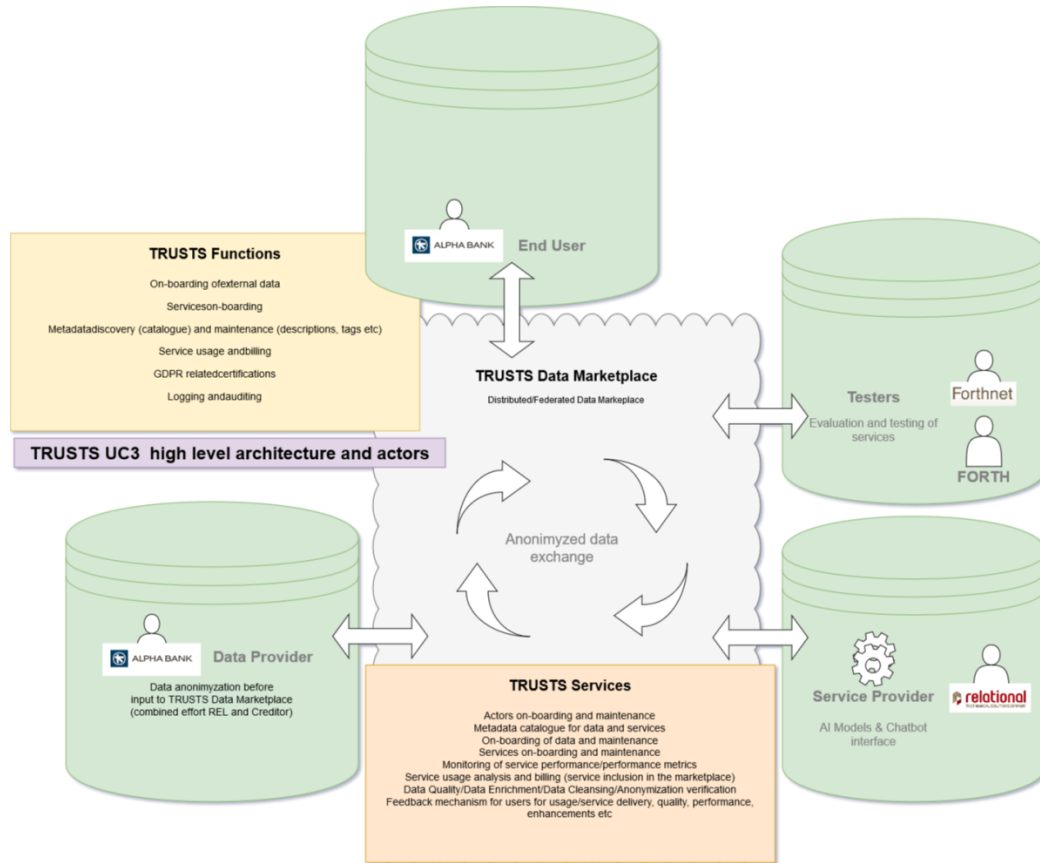 ALPHA BANK
End User
TRUSTS Functions
On-boarding ofexternal data
Serviceson-boarding
Metadatadiscovery (catalogue) and maintenance (descriptions, tags etc)
Service usage andbilling
GDPR relatedcertifications
Logging andauditing
TRUSTS UC3 high level architecture and actors
TRUSTS Data Marketplace
Distributed/Federated Data Markeplace
Anonimyzed data
exchange
Testers
Evaluation and testing of
services
Forthnet
FORTH
ALPHA BANK
Data Provider
Data anonimyzation before
input to TRUSTS Data Marketplace
(combined effort REL and Creditor)
TRUSTS Services
Actors on-boarding and maintenance
Metadata catalogue for data and services
On-boarding of data and maintenance
Services on-boarding and maintenance
Monitoring of service performance/performance metrics
Service usage analysis and billing (service inclusion in the marketplace)
Data Quality/Data Enrichment/Data Cleansing/Anonymization verification
Feedback mechanism for users for usage/service delivery, quality, performance,
enhancements etc
Service Provider
relational
AI Models & Chatbot
interface